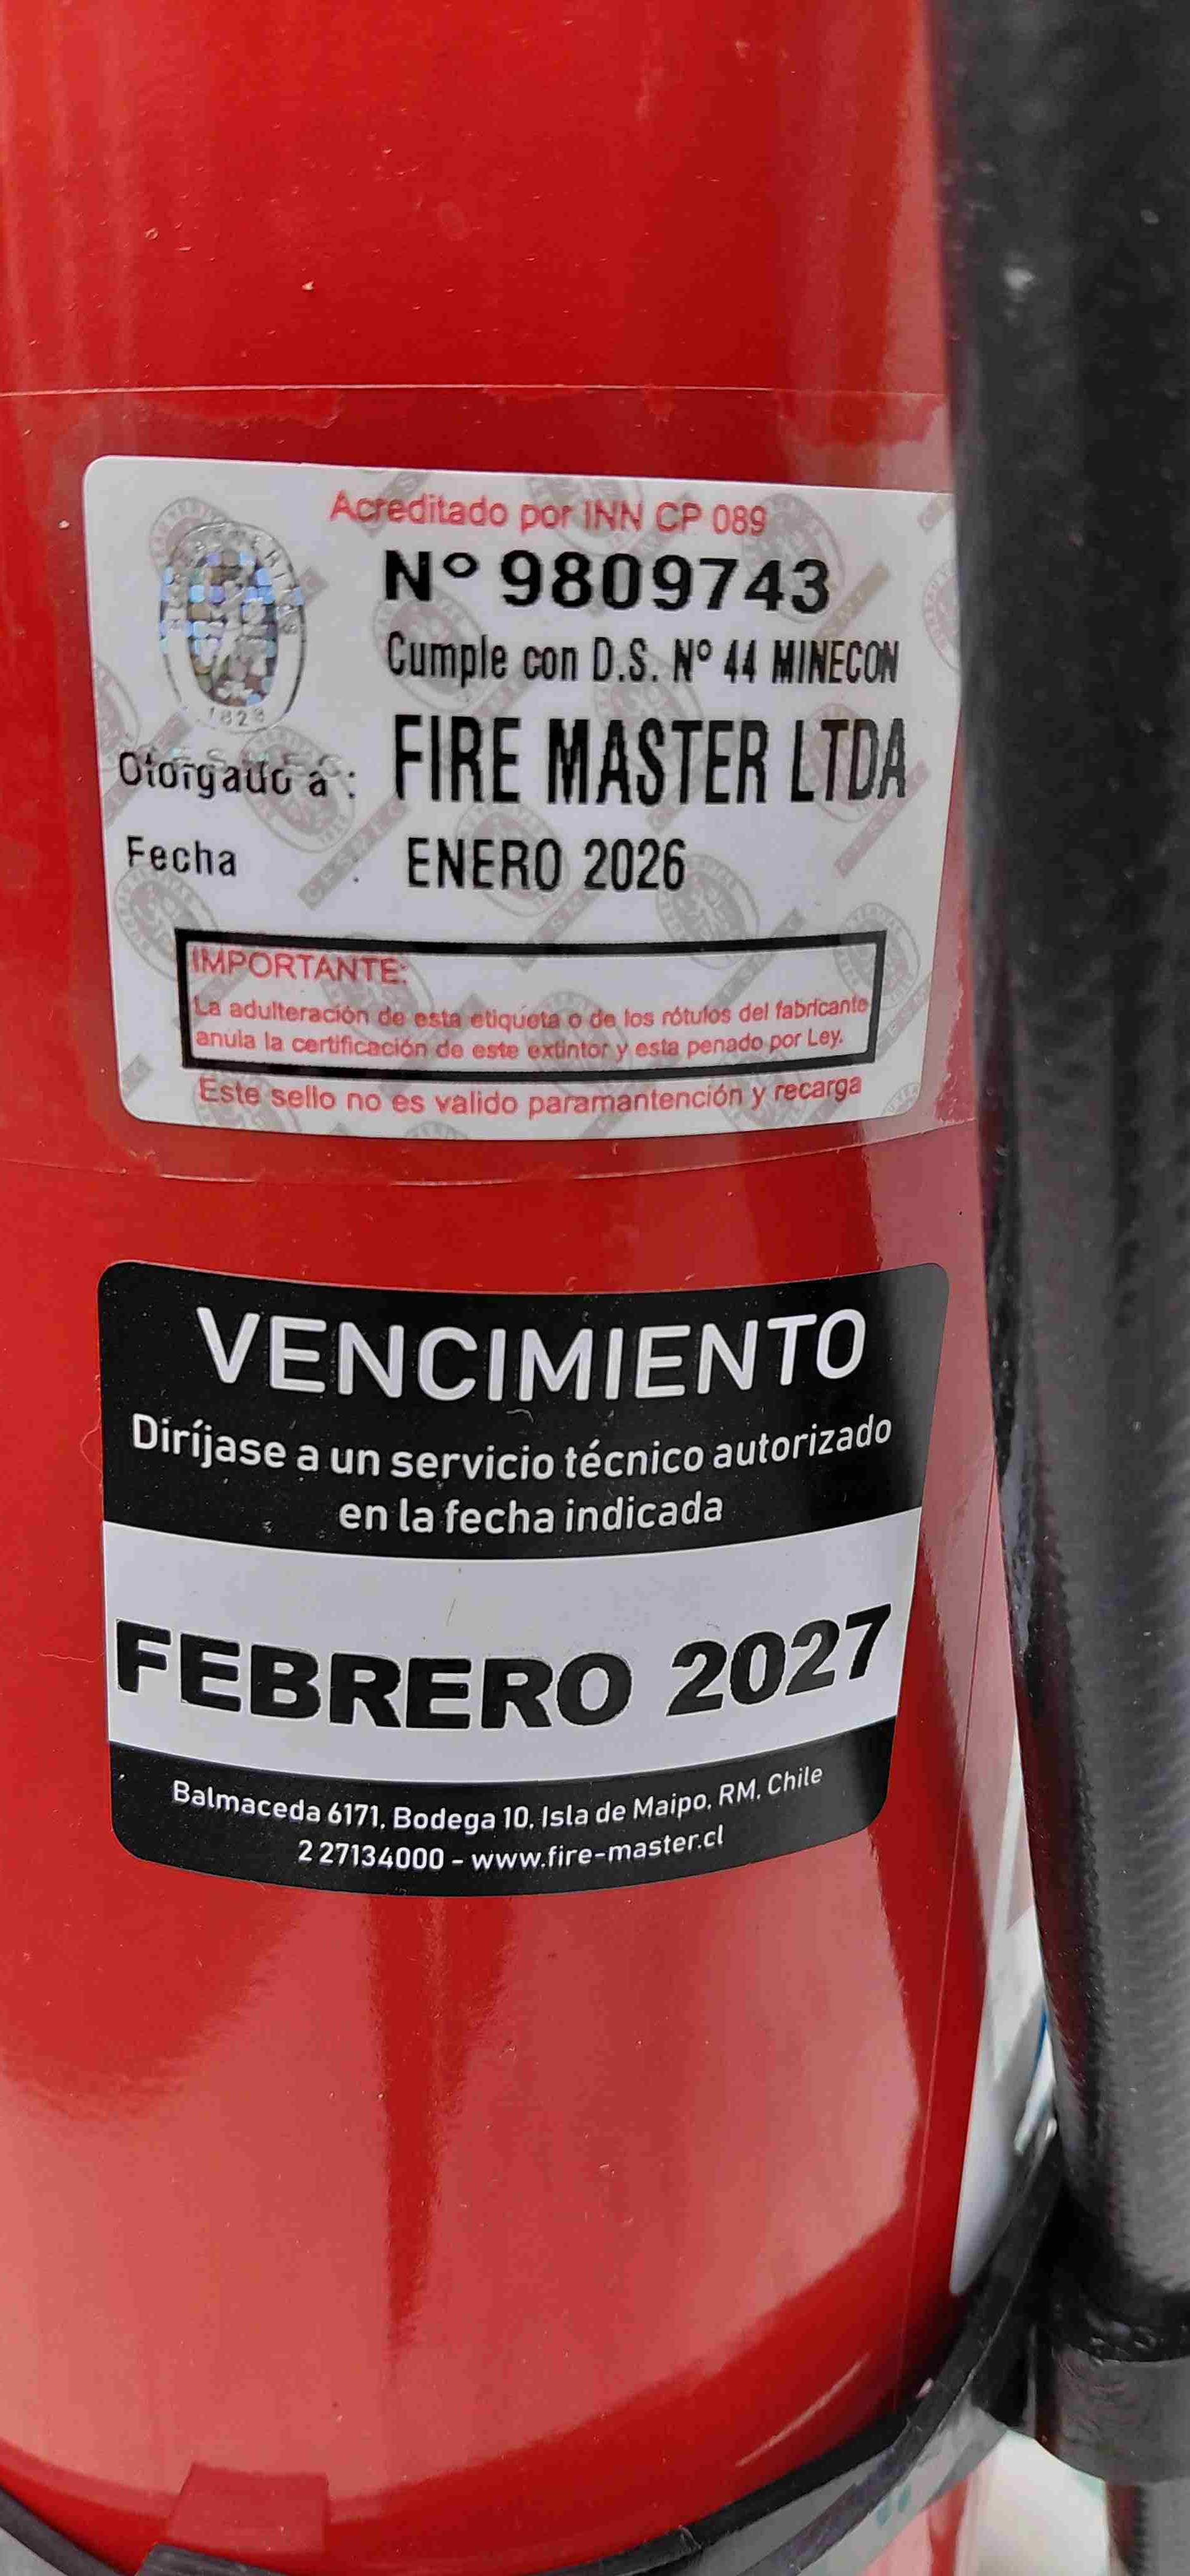 Acreditado por INN CP 089
Nº 9809743
Cumple con D.S. Nº 44 MINECON
1828
Otorgado a : FIRE MASTER LTDA
Fecha : ENERO 2026
IMPORTANTE:
La adulteración de esta etiqueta o de los rótulos del fabricante
anula la certificación de este extintor y esta penado por Ley.
Este sello no es valido paramantención y recarga
VENCIMIENTO
Diríjase a un servicio técnico autorizado
en la fecha indicada
FEBRERO 2027
Balmaceda 6171, Bodega 10, Isla de Maipo, RM, Chile
2 27134000 - www.fire-master.cl